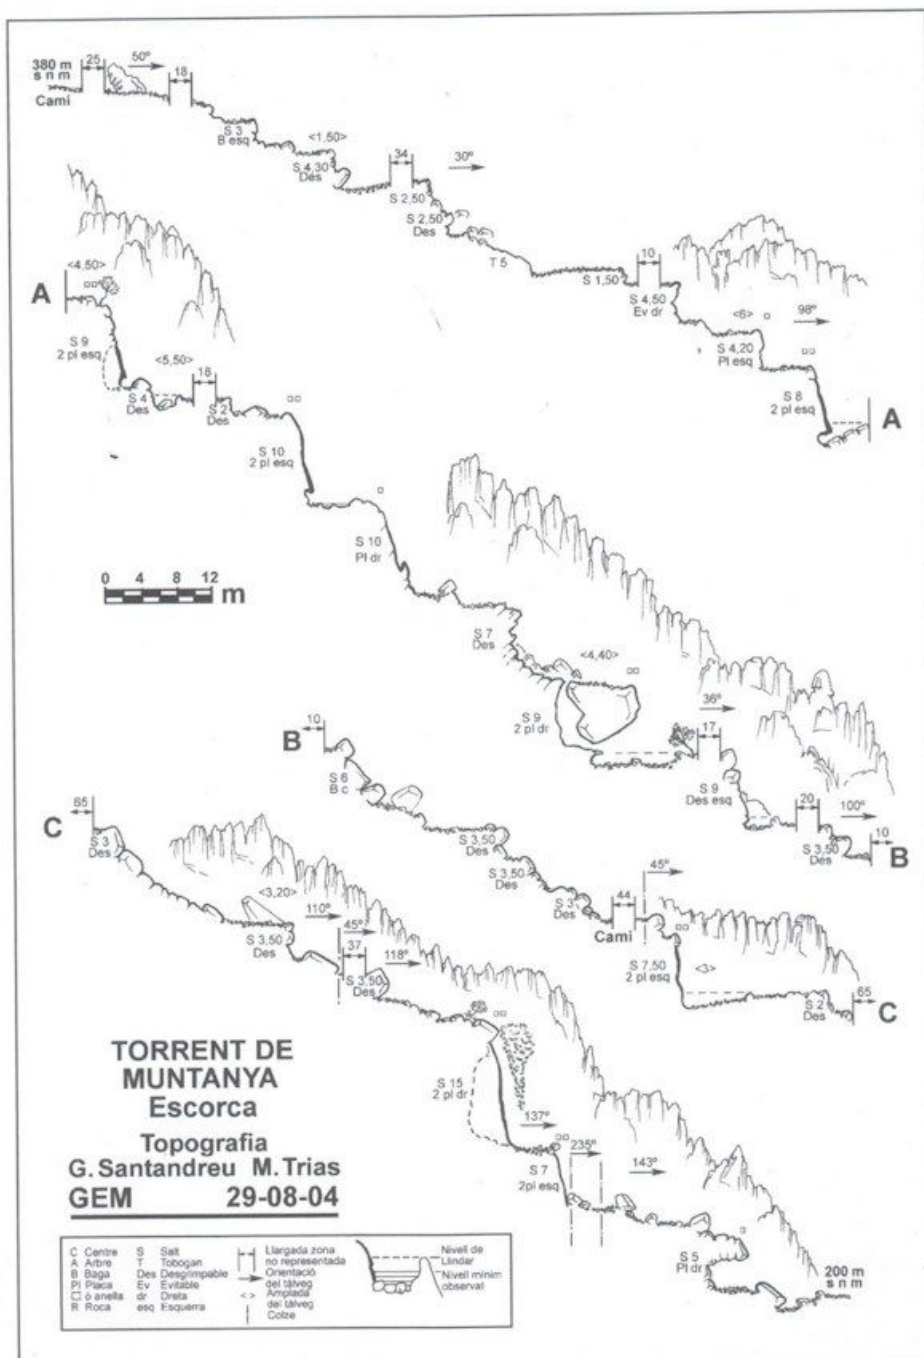 380 m
s n m
Camí
25
50º
18
S 3
B esq
<1,50>
S 4,30
Des
34
30º
S 2,50
S 2,50
Des
T 5
S 1,50
10
S 4,50
Ev dr
<6>
S 4,20
Pl esq
98º
S 8
2 pl esq
A
A
<4,50>
S 9
2 pl esq
<5,50>
S 4
Des
18
S 2
Des
S 10
2 pl esq
S 10
Pl dr
0 4 8 12
m
S 7
Des
<4,40>
S 9
2 pl dr
36º
17
S 9
Des esq
20
100º
S 3,50
Des
10
B
B
10
S 6
B c
S 3,50
Des
S 3,50
Des
S 3
Des
44
Camí
45º
S 7,50
2 pl esq
<3>
S 2
Des
65
C
C
65
S 3
Des
<3,20>
S 3,50
Des
110º
45º
37
118º
S 3,50
Des
S 15
2 pl dr
137º
S 7
2pl esq
235º
143º
S 5
Pl dr
200 m
s n m
TORRENT DE
MUNTANYA
Escorca
Topografia
G. Santandreu M. Trias
GEM 29-08-04
C Centre S Salt
A Arbre T Tobogan
B Baga Des Desgrimpable
Pl Placa Ev Evitable
ò anella dr Dreta
R Roca esq Esquerra
Llargada zona
no representada
Orientació
del tàlveg
<> Amplada
del tàlveg
Colze
Nivell de
Llindar
Nivell mínim
observat